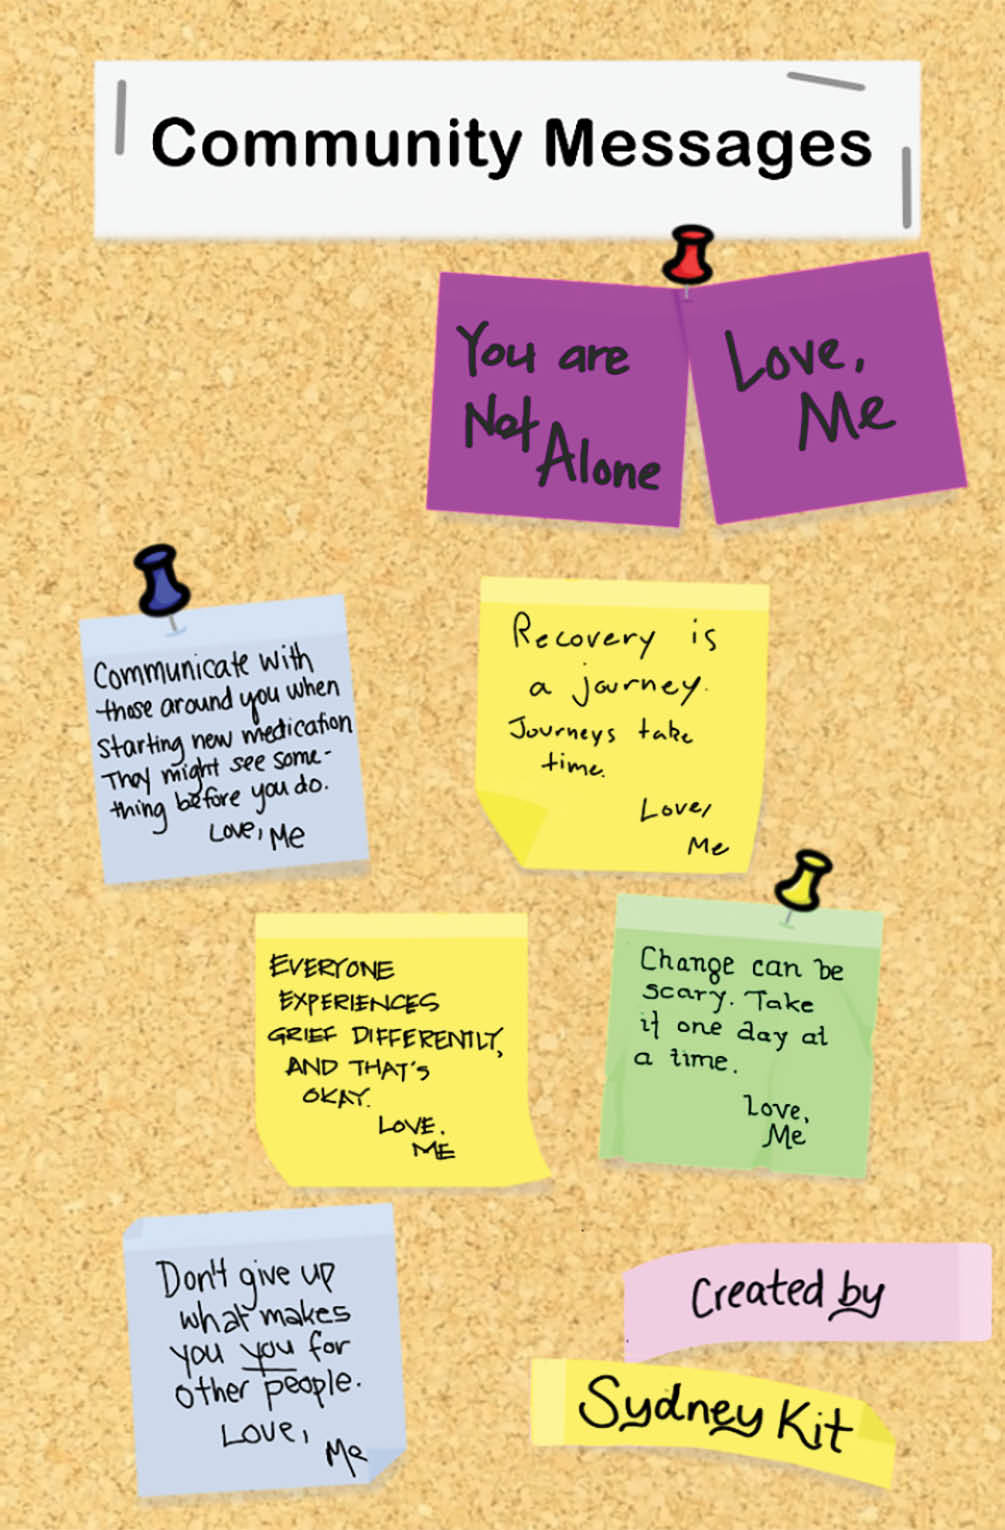 Community Messages
You are
Not
Alone
Love,
Me
Communicate with
those around you when
starting new medication
They might see some-
thing before you do.
Love, Me
Recovery is
a journey.
Journeys take
time.
Love,
Me
EVERYONE
EXPERIENCES
GRIEF DIFFERENTLY,
AND THAT'S
OKAY.
LOVE.
ME
Change can be
scary. Take
it one day at
a time.
Love,
Me
Don't give up
what makes
you you for
other people.
Love,
Me
Created by
Sydney Kit